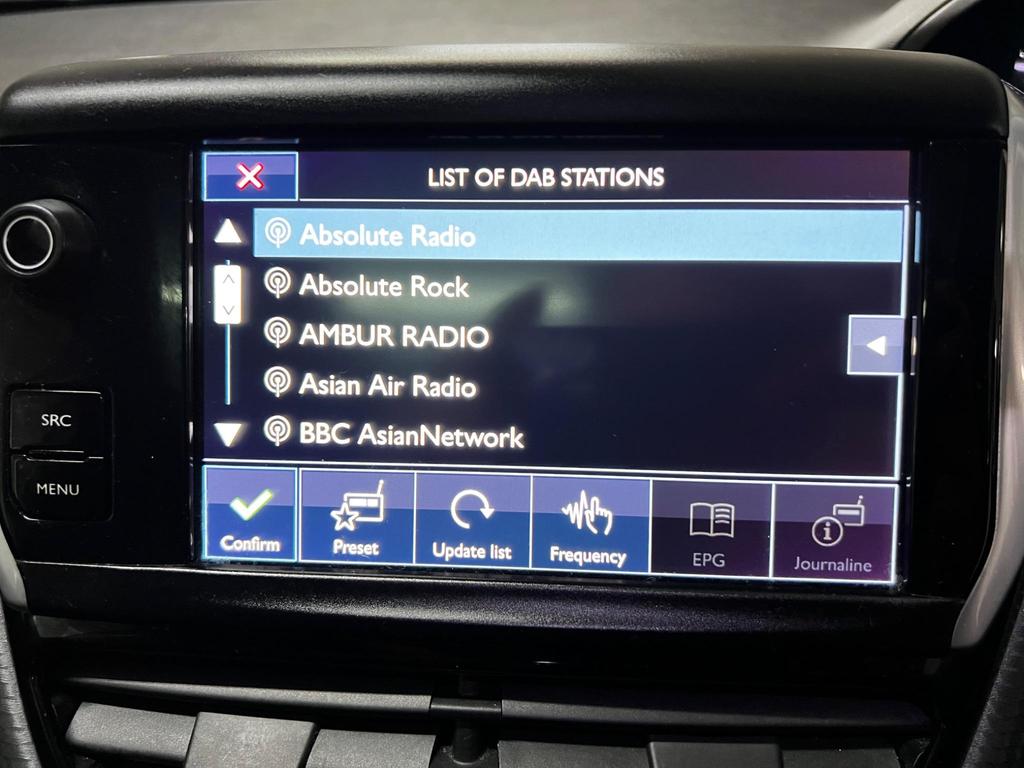 LIST OF DAB STATIONS
Absolute Radio
Absolute Rock
AMBUR RADIO
Asian Air Radio
BBC AsianNetwork
SRC
MENU
Confirm
Preset
Update list
Frequency
EPG
Journaline